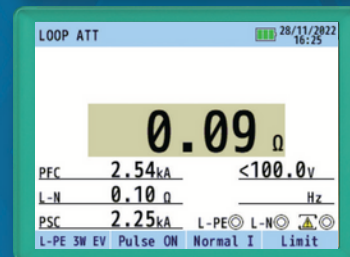 LOOP ATT 28/11/2022
16:25
0.09 Ω
PFC 2.54kA <100.0V
L-N 0.10 Ω Hz
PSC 2.25kA L-PE L-N
L-PE 3W EV Pulse ON Normal I Limit